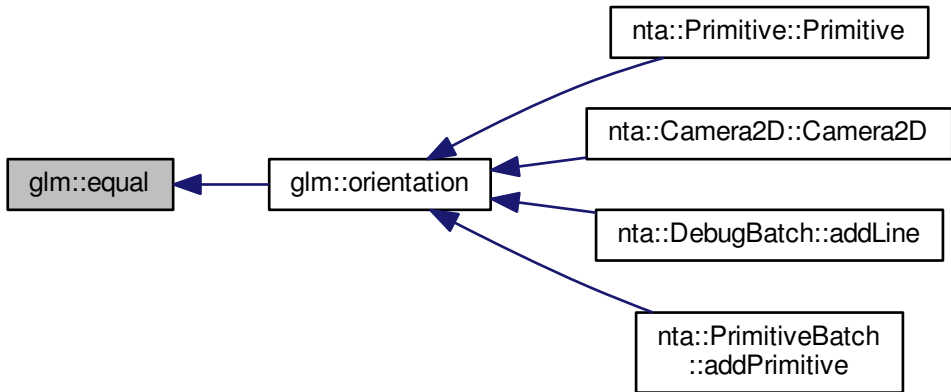 nta::Primitive::Primitive
nta::Camera2D::Camera2D
glm::equal
glm::orientation
nta::DebugBatch::addLine
nta::PrimitiveBatch
::addPrimitive